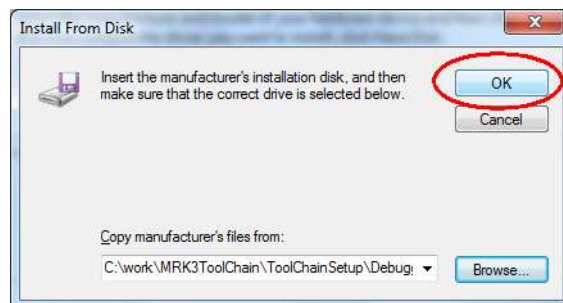 Install From Disk
Insert the manufacturer's installation disk, and then
make sure that the correct drive is selected below.
OK
Cancel
Copy manufacturer's files from:
C:\work\MRK3ToolChain\ToolChainSetup\Debug
Browse...